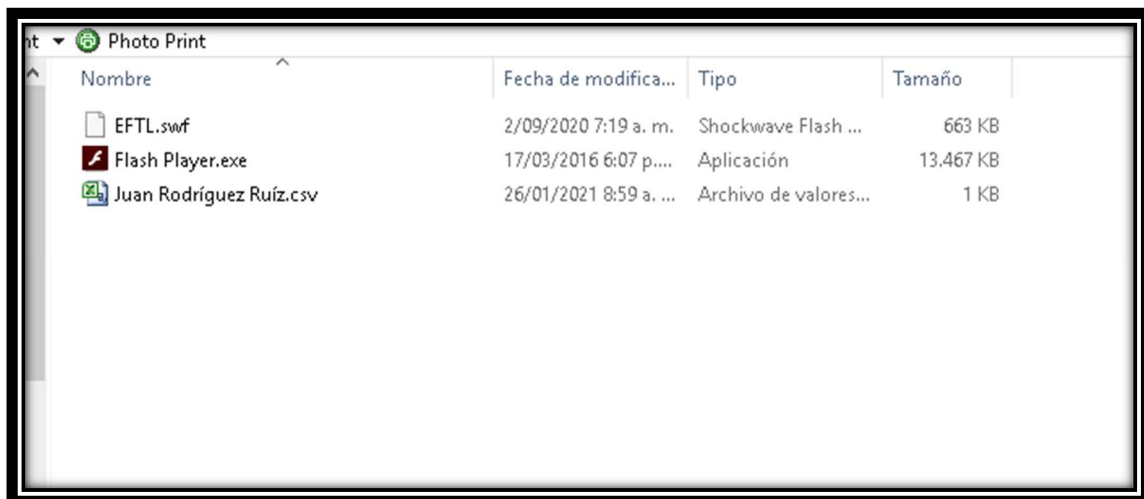 nt Photo Print
Nombre Fecha de modifica... Tipo Tamaño
EFTL.swf 2/09/2020 7:19 a. m. Shockwave Flash ... 663 KB
Flash Player.exe 17/03/2016 6:07 p.... Aplicación 13.467 KB
Juan Rodríguez Ruíz.csv 26/01/2021 8:59 a. ... Archivo de valores... 1 KB